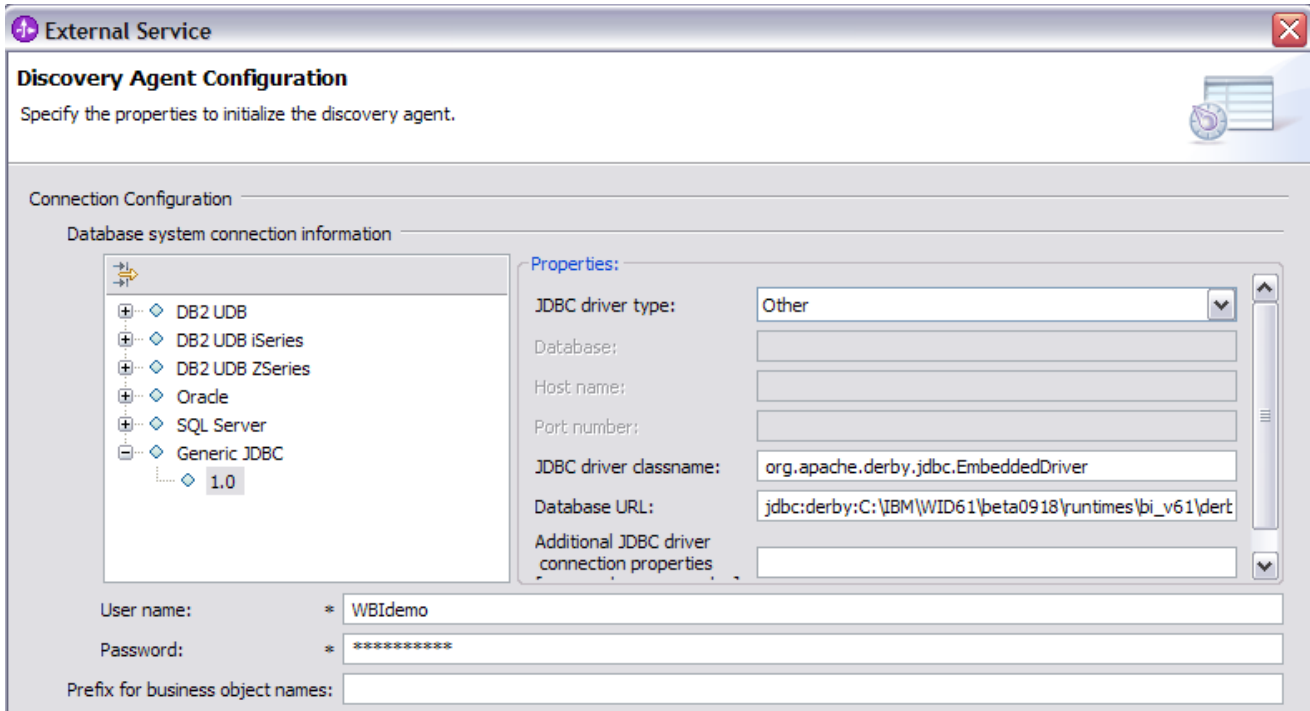 External Service
Discovery Agent Configuration
Specify the properties to initialize the discovery agent.
Connection Configuration
Database system connection information
DB2 UDB
DB2 UDB iSeries
DB2 UDB ZSeries
Oracle
SQL Server
Generic JDBC
1.0
Properties:
JDBC driver type: Other
Database:
Host name:
Port number:
JDBC driver classname: org.apache.derby.jdbc.EmbeddedDriver
Database URL: jdbc:derby:C:\IBM\WID61\beta0918\runtimes\bi_v61\derb
Additional JDBC driver
connection properties
User name: * WBIdemo
Password: * **********
Prefix for business object names: